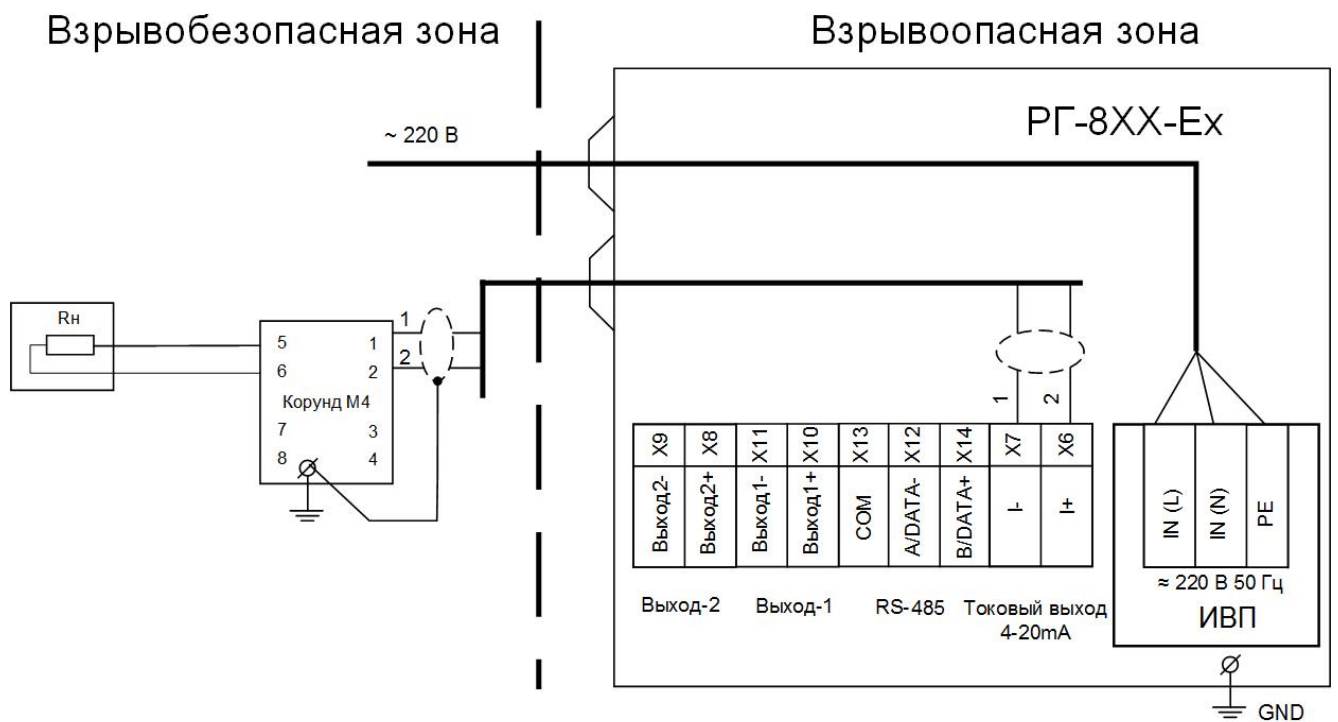 Взрывобезопасная зона
Взрывоопасная зона
РГ-8ХХ-Ех
~ 220 В
Rн
1
2
5
6
7
8
1
2
3
4
Корунд М4
1
2
X9
X8
X11
X10
X13
X12
X14
X7
X6
Выход2-
Выход2+
Выход1-
Выход1+
COM
A/DATA-
B/DATA+
I-
I+
IN (L)
IN (N)
PE
≈ 220 В 50 Гц
ИВП
Выход-2
Выход-1
RS-485
Токовый выход
4-20mA
GND